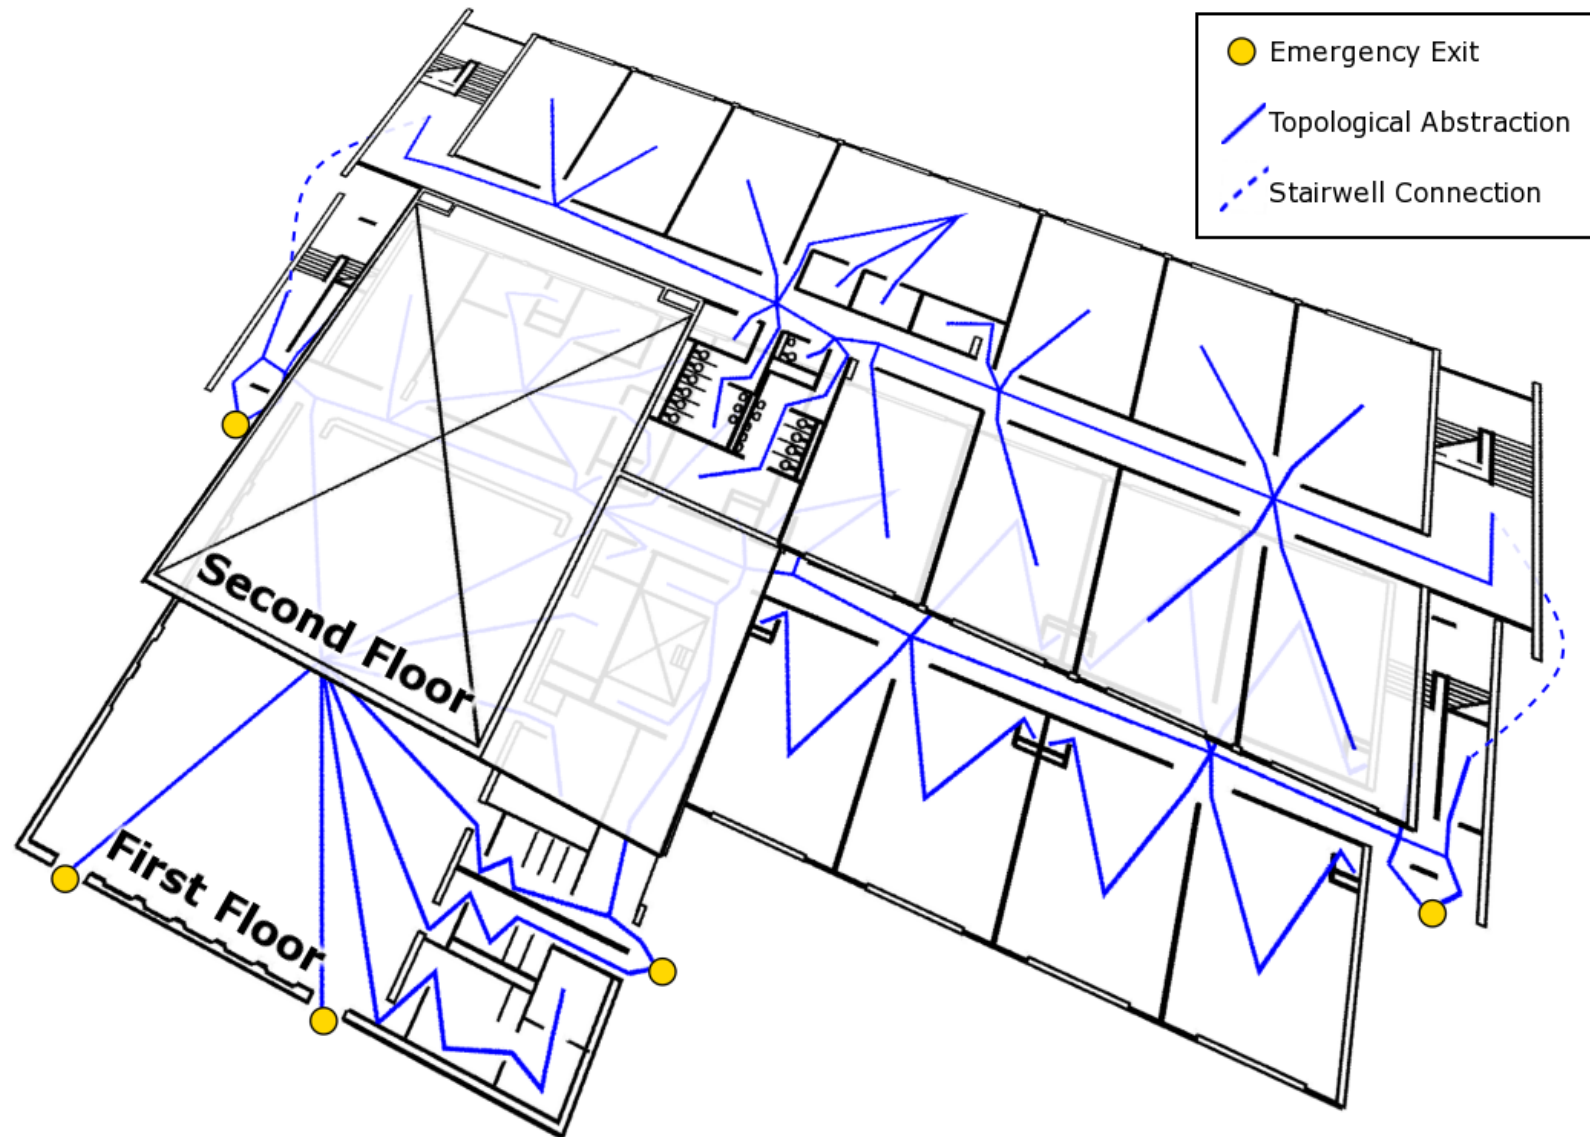 Emergency Exit
Topological Abstraction
Stairwell Connection
Second Floor
First Floor